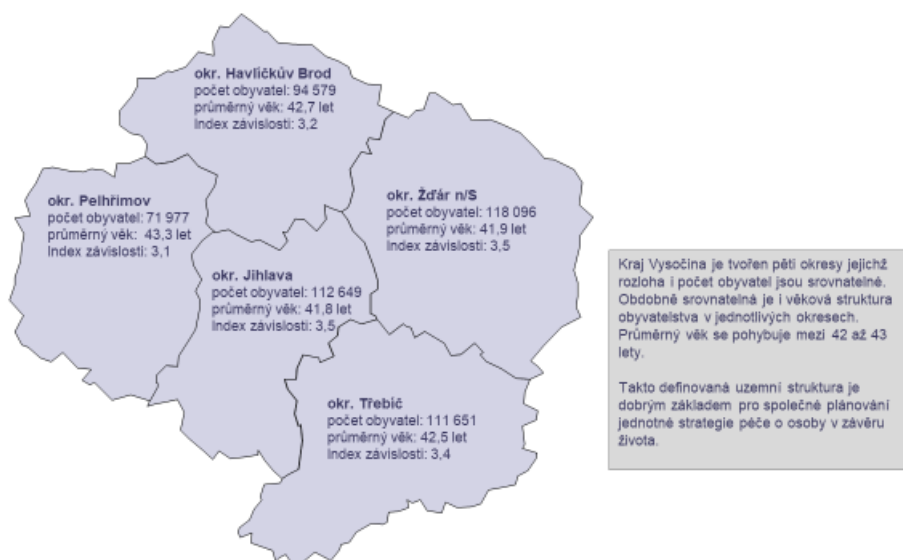 okr. Havlíčkův Brod
počet obyvatel: 94 579
průměrný věk: 42,7 let
Index závislosti: 3,2
okr. Pelhřimov
počet obyvatel: 71 977
průměrný věk: 43,3 let
Index závislosti: 3,1
okr. Žďár n/S
počet obyvatel: 118 096
průměrný věk: 41,9 let
Index závislosti: 3,5
okr. Jihlava
počet obyvatel: 112 649
průměrný věk: 41,8 let
Index závislosti: 3,5
okr. Třebíč
počet obyvatel: 111 651
průměrný věk: 42,5 let
Index závislosti: 3,4
Kraj Vysočina je tvořen pěti okresy jejichž
rozloha i počet obyvatel jsou srovnatelné.
Obdobně srovnatelná je i věková struktura
obyvatelstva v jednotlivých okresech.
Průměrný věk se pohybuje mezi 42 až 43
lety.
Takto definovaná uzemní struktura je
dobrým základem pro společné plánování
jednotné strategie péče o osoby v závěru
života.